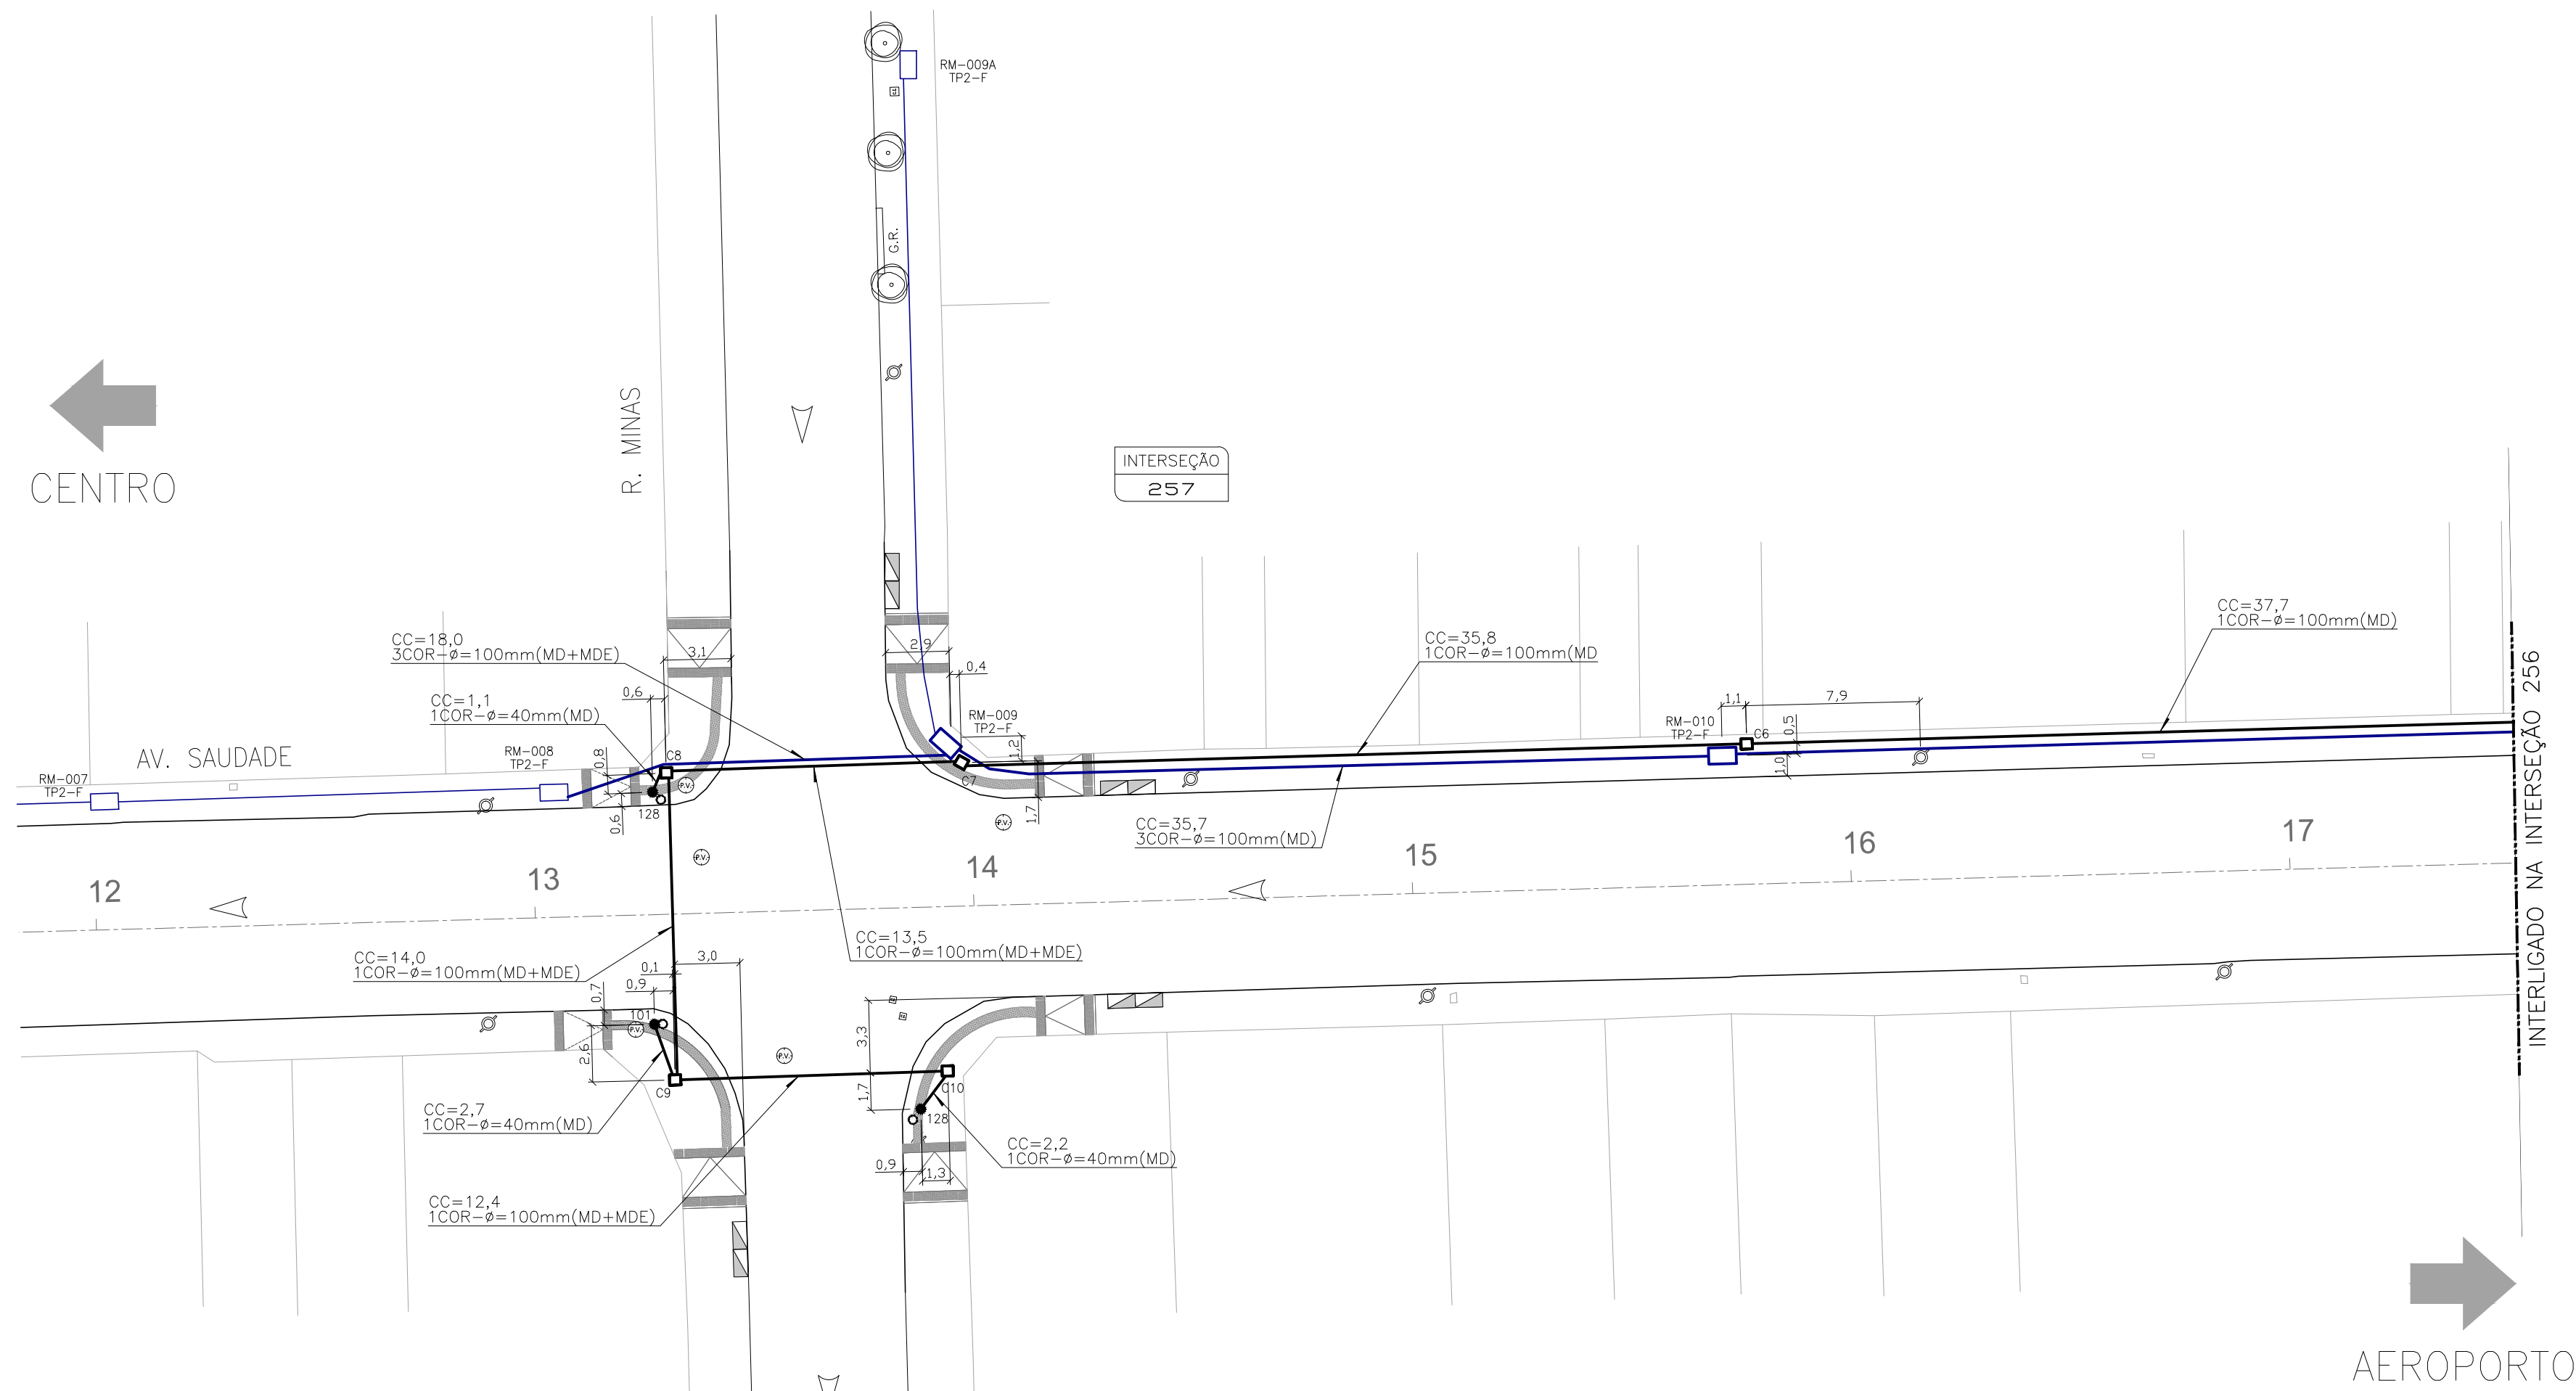 RM-009A
TP2-F
G.R.
R. MINAS
CENTRO
INTERSEÇÃO
257
CC=18,0
3COR-ø=100mm(MD+MDE)
3,1
2,9
0,4
CC=35,8
1COR-ø=100mm(MD
CC=37,7
1COR-ø=100mm(MD)
CC=1,1
1COR-ø=40mm(MD)
0,6
RM-009
TP2-F
1,2
RM-010
TP2-F
1,1
7,9
0,5
C6
1,0
AV. SAUDADE
RM-008
TP2-F
0,8
C8
C7
RM-007
TP2-F
P.V.
128
0,6
P.V.
1,7
CC=35,7
3COR-ø=100mm(MD)
P.V.
12
13
14
15
16
17
INTERLIGADO NA INTERSEÇÃO 256
CC=14,0
1COR-ø=100mm(MD+MDE)
CC=13,5
1COR-ø=100mm(MD+MDE)
3,0
0,1
0,9
0,7
101
P.V.
2,6
P.V.
3,3
C9
C10
1,7
128
CC=2,7
1COR-ø=40mm(MD)
CC=2,2
1COR-ø=40mm(MD)
0,9
1,3
CC=12,4
1COR-ø=100mm(MD+MDE)
AEROPORTO